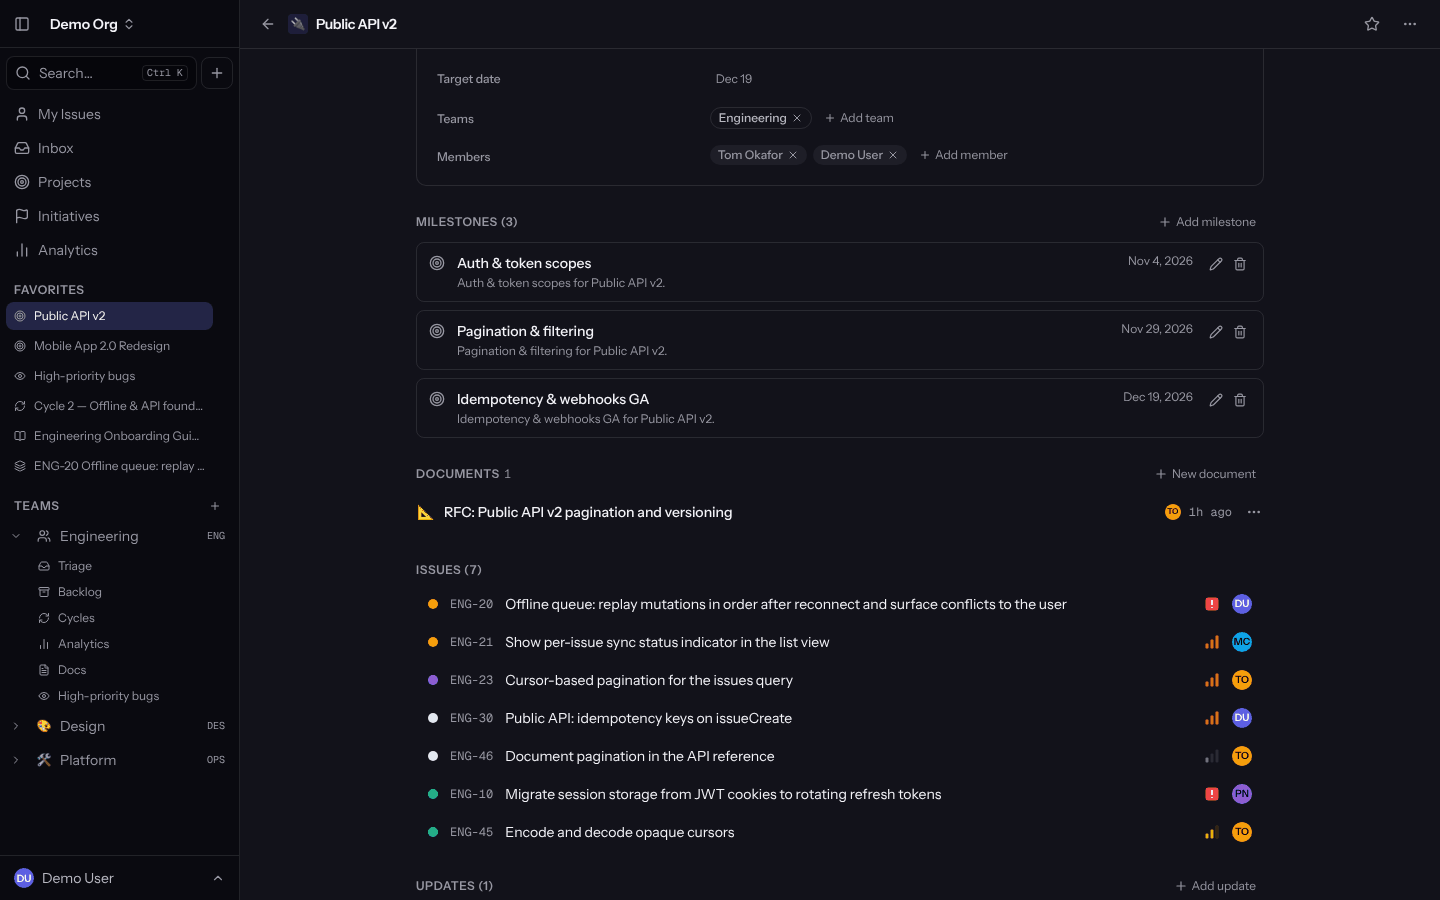 Demo Org
Search...
Ctrl K
My Issues
Inbox
Projects
Initiatives
Analytics
FAVORITES
Public API v2
Mobile App 2.0 Redesign
High-priority bugs
Cycle 2 — Offline & API found...
Engineering Onboarding Gui...
ENG-20 Offline queue: replay ...
TEAMS
Engineering ENG
Triage
Backlog
Cycles
Analytics
Docs
High-priority bugs
Design DES
Platform OPS
DU Demo User
Public API v2
Target date Dec 19
Teams Engineering Add team
Members Tom Okafor Demo User Add member
MILESTONES (3) Add milestone
Auth & token scopes Nov 4, 2026
Auth & token scopes for Public API v2.
Pagination & filtering Nov 29, 2026
Pagination & filtering for Public API v2.
Idempotency & webhooks GA Dec 19, 2026
Idempotency & webhooks GA for Public API v2.
DOCUMENTS 1 New document
RFC: Public API v2 pagination and versioning TO 1h ago
ISSUES (7)
ENG-20 Offline queue: replay mutations in order after reconnect and surface conflicts to the user DU
ENG-21 Show per-issue sync status indicator in the list view MC
ENG-23 Cursor-based pagination for the issues query TO
ENG-30 Public API: idempotency keys on issueCreate DU
ENG-46 Document pagination in the API reference TO
ENG-10 Migrate session storage from JWT cookies to rotating refresh tokens PN
ENG-45 Encode and decode opaque cursors TO
UPDATES (1) Add update